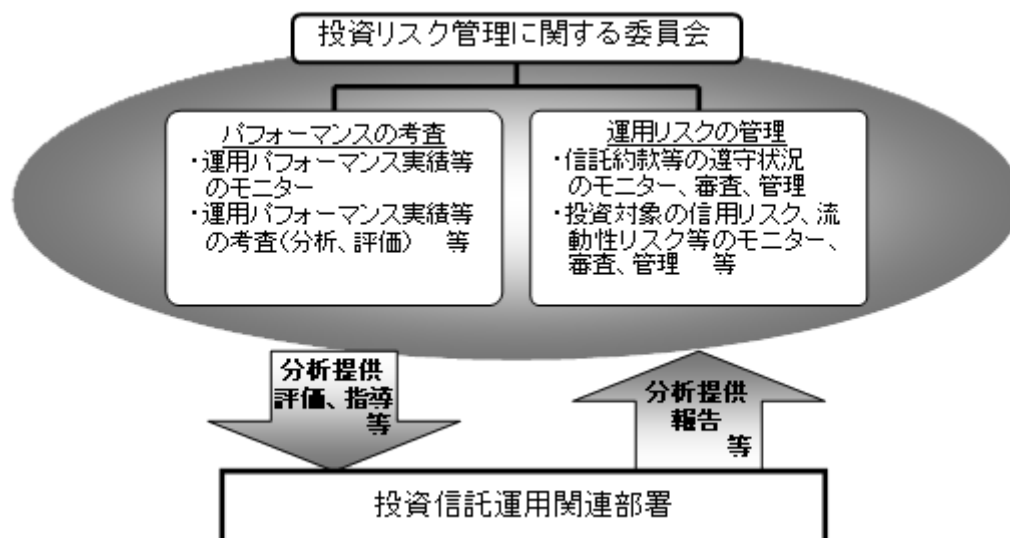 投資リスク管理に関する委員会
パフォーマンスの考査
・運用パフォーマンス実績等
のモニター
・運用パフォーマンス実績等
の考査(分析、評価)　等
運用リスクの管理
・信託約款等の遵守状況
のモニター、審査、管理
・投資対象の信用リスク、流
動性リスク等のモニター、
審査、管理　等
分析提供
評価、指導
等
分析提供
報告
等
投資信託運用関連部署